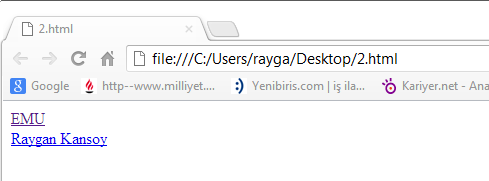 2.html
file:///C:/Users/rayga/Desktop/2.html
Google http--www.milliyet.... Yenibiris.com | iş ila... Kariyer.net - Ana
EMU
Raygan Kansoy